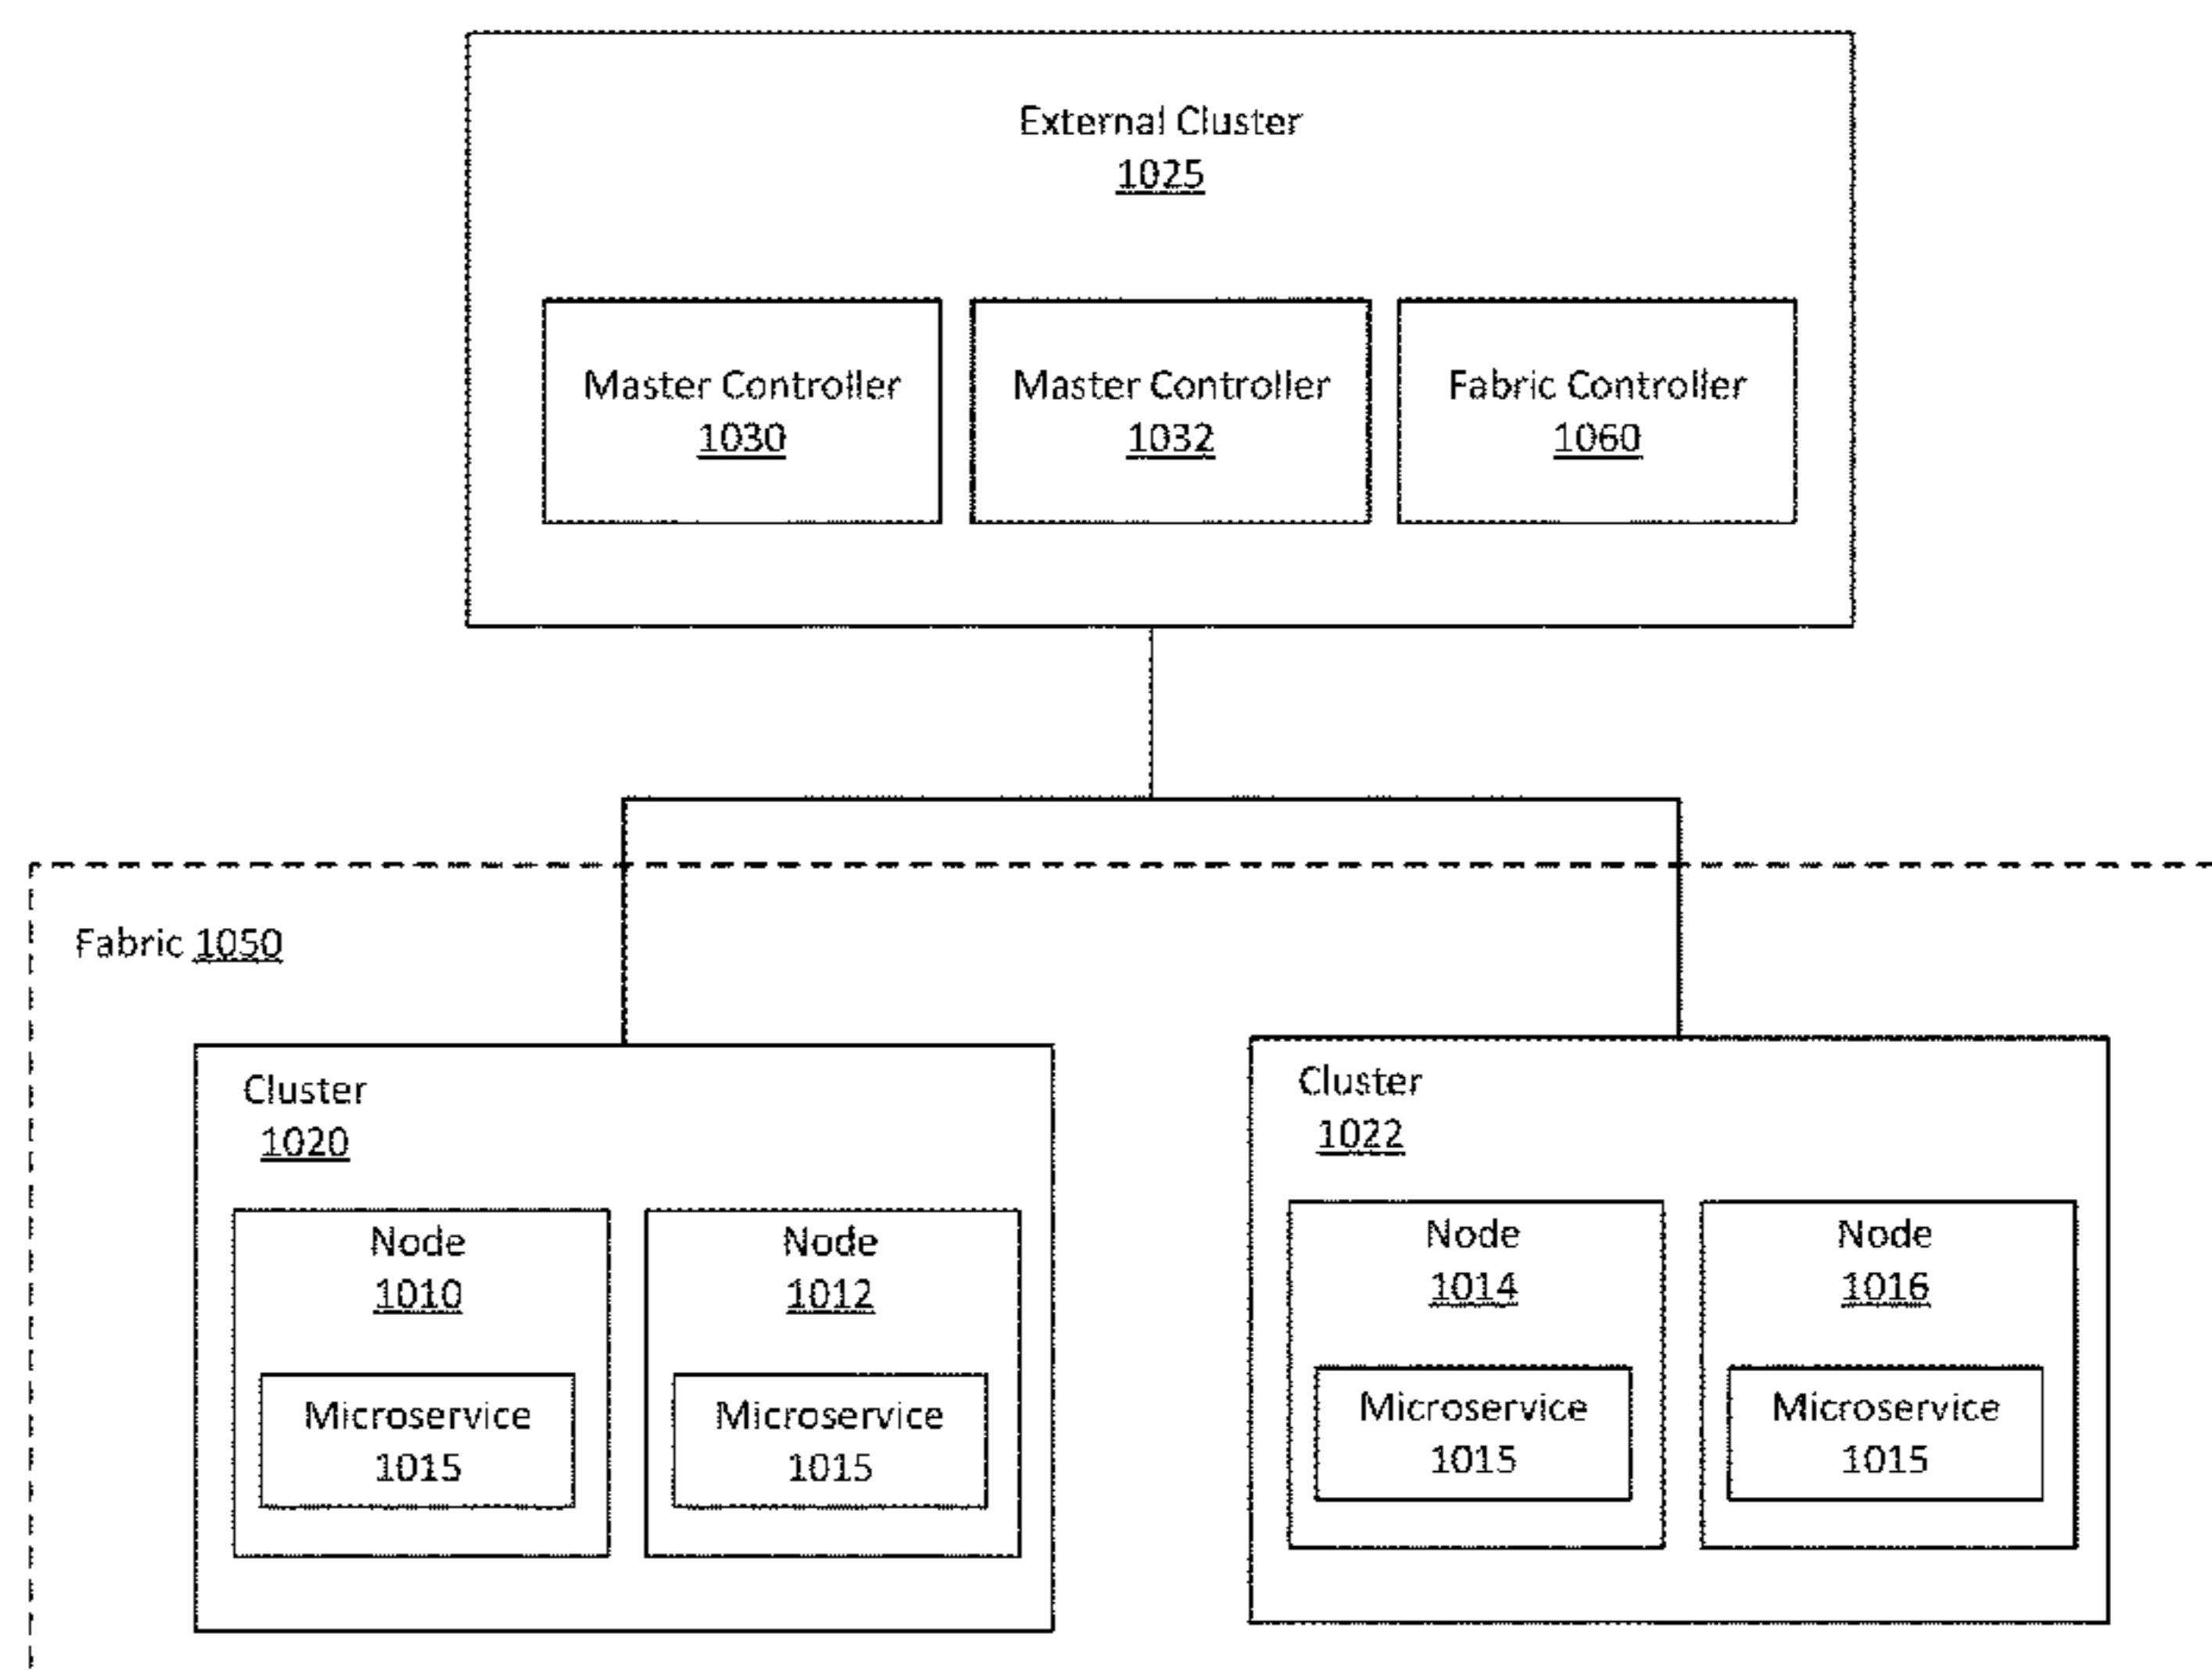 External Cluster
1025
Master Controller
1030
Master Controller
1032
Fabric Controller
1060
Fabric 1050
Cluster
1020
Node
1010
Microservice
1015
Node
1012
Microservice
1015
Cluster
1022
Node
1014
Microservice
1015
Node
1016
Microservice
1015